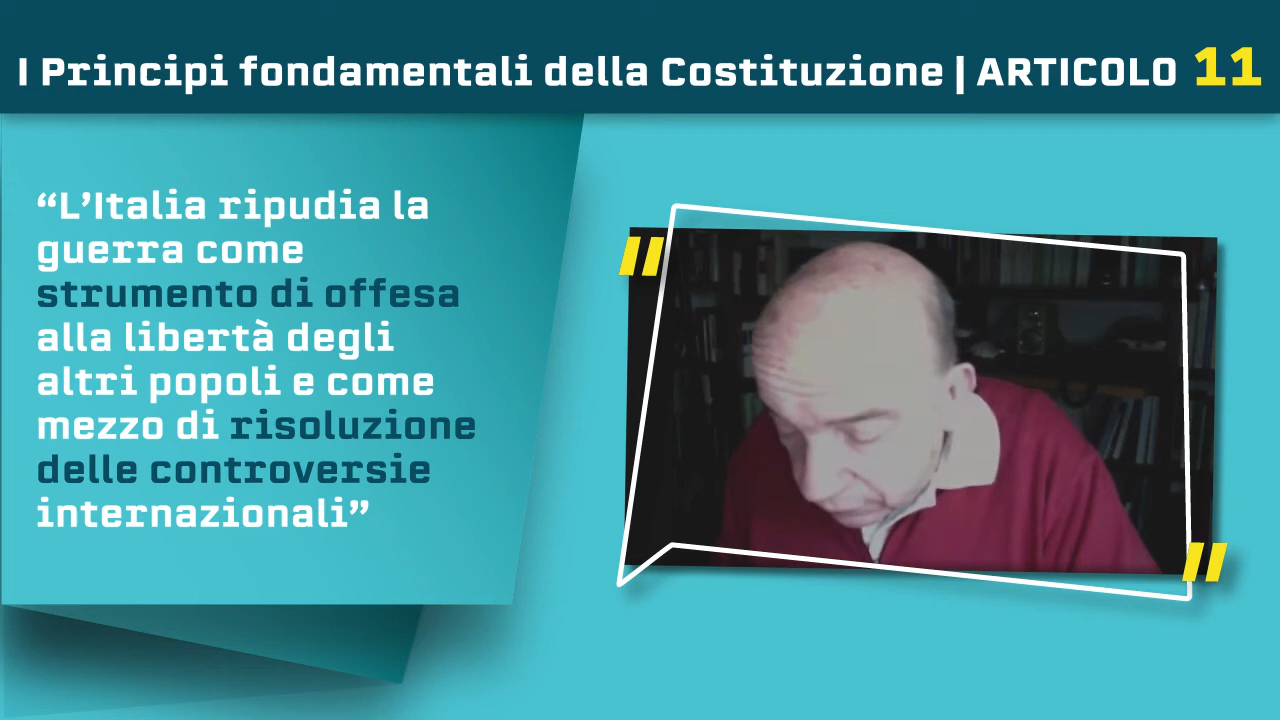 I Principi fondamentali della Costituzione | ARTICOLO 11
“L’Italia ripudia la
guerra come
strumento di offesa
alla libertà degli
altri popoli e come
mezzo di risoluzione
delle controversie
internazionali”